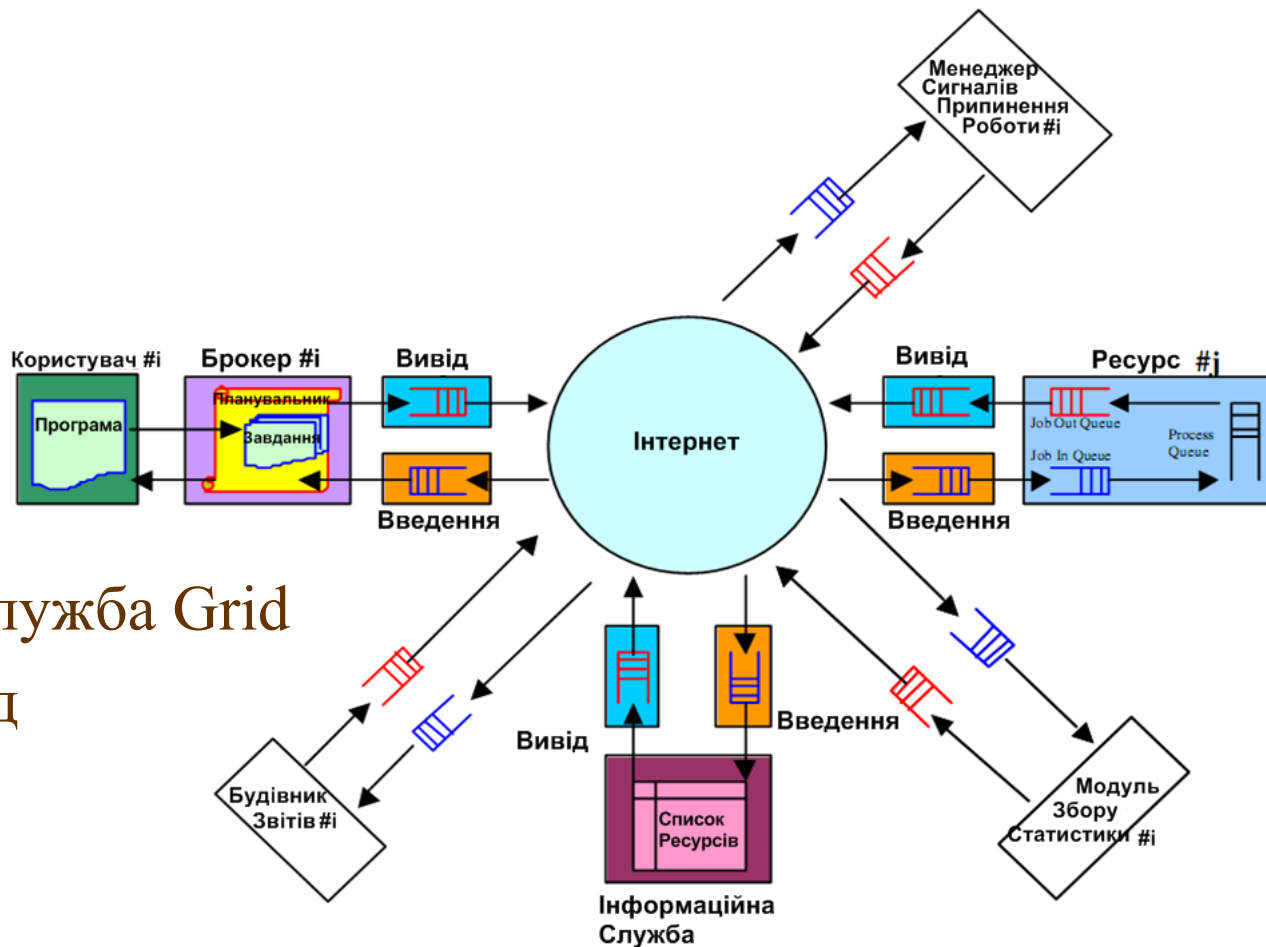 Менеджер
Сигналів
Припинення
Роботи #i
Користувач #i
Брокер #i
Вивід
Вивід
Ресурс #j
Програма
Планувальник
Завдання
Інтернет
Job Out Queue
Job In Queue
Process
Queue
Введення
Введення
Grid
Вивід
Введення
Будівник
Звітів #i
Список
Ресурсів
Модуль
Збору
Статистики #i
Інформаційна
Служба